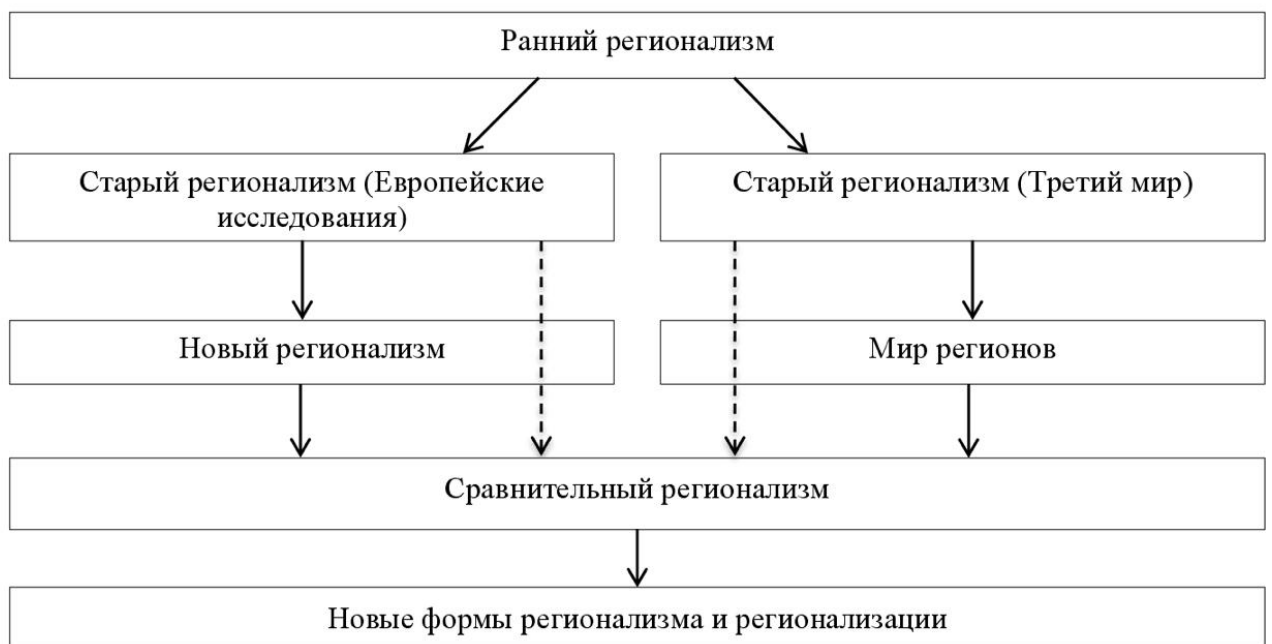 Ранний регионализм
Старый регионализм (Европейские
исследования)
Старый регионализм (Третий мир)
Новый регионализм
Мир регионов
Сравнительный регионализм
Новые формы регионализма и регионализации